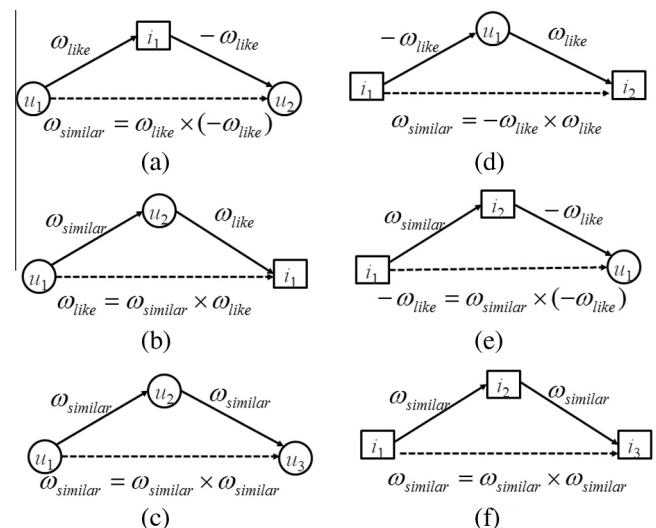 ω_like i_1 −ω_like
u_1 u_2
ω_similar = ω_like × (−ω_like)
(a)
ω_similar u_2 ω_like
u_1 i_1
ω_like = ω_similar × ω_like
(b)
ω_similar u_2 ω_similar
u_1 u_3
ω_similar = ω_similar × ω_similar
(c)
−ω_like u_1 ω_like
i_1 i_2
ω_similar = −ω_like × ω_like
(d)
ω_similar i_2 −ω_like
i_1 u_1
−ω_like = ω_similar × (−ω_like)
(e)
ω_similar i_2 ω_similar
i_1 i_3
ω_similar = ω_similar × ω_similar
(f)